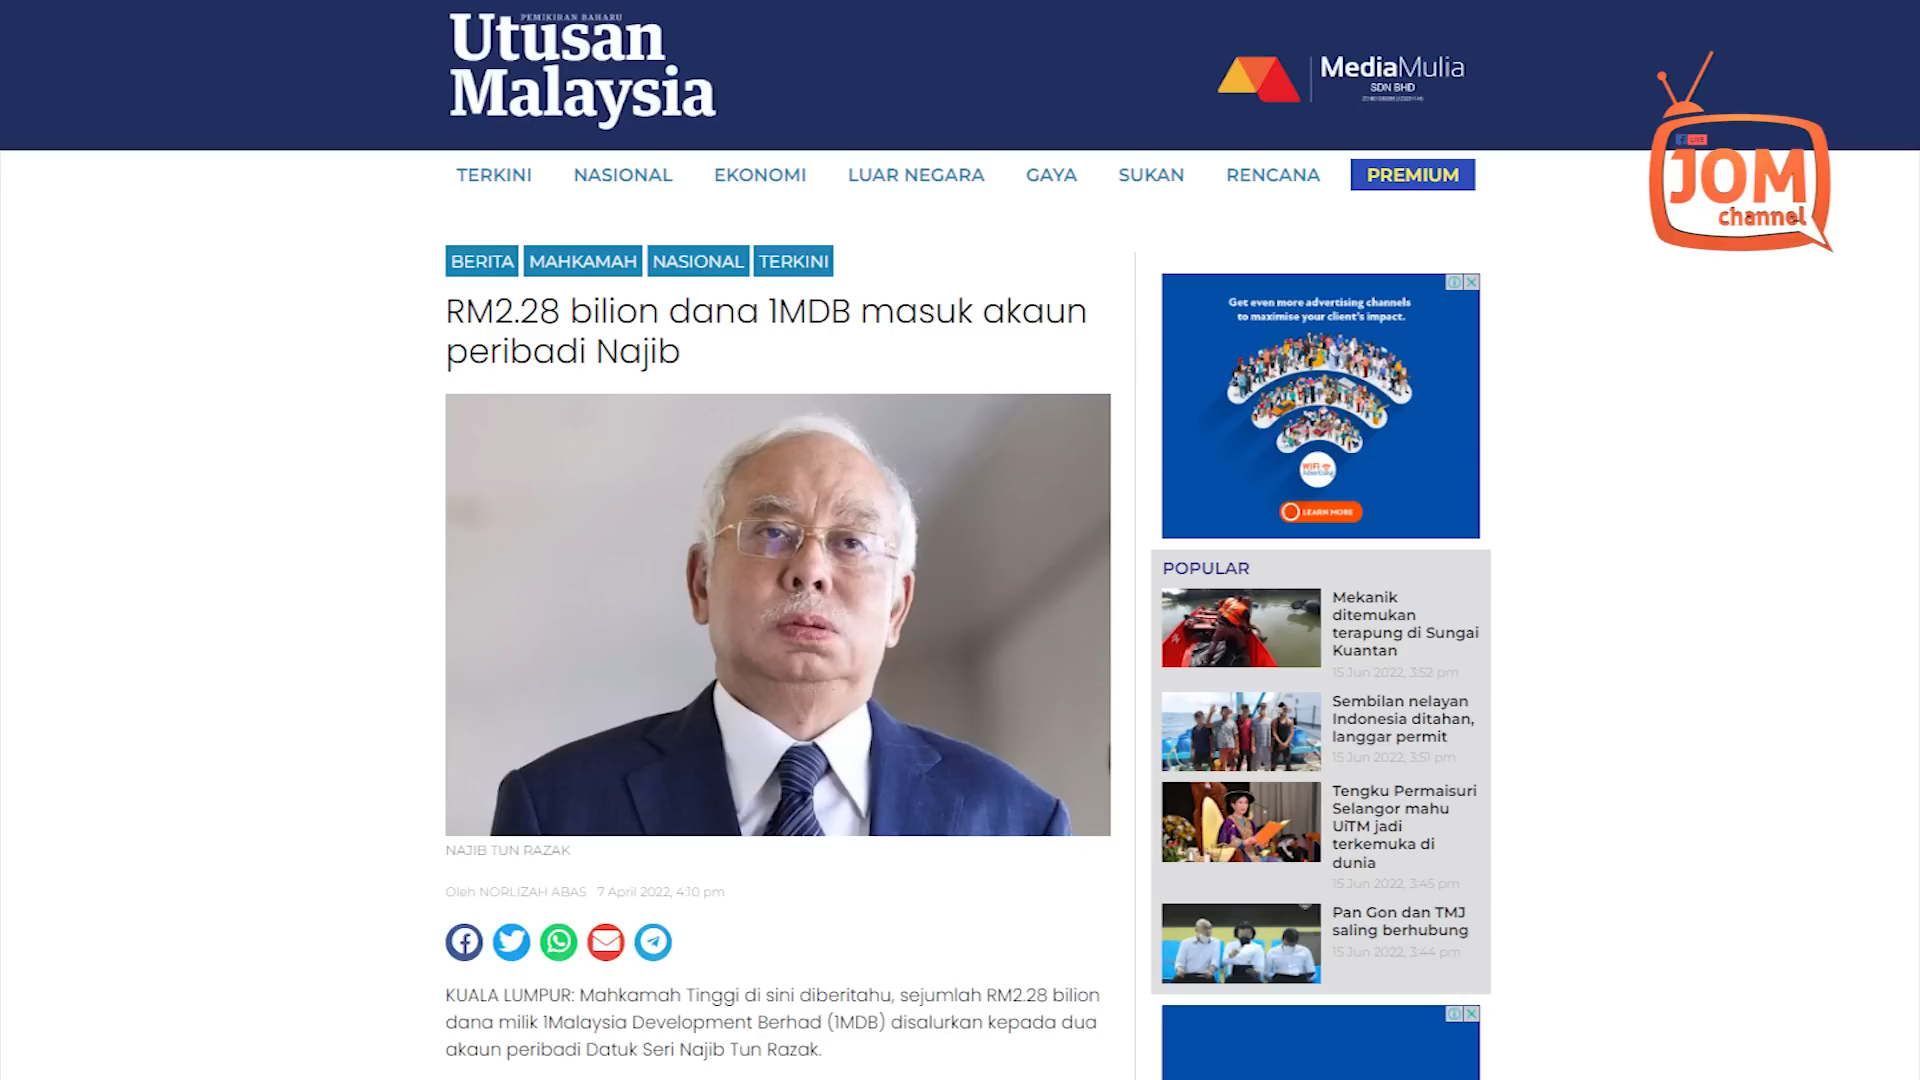 PEMIKIRAN BAHARU
Utusan
Malaysia
MediaMulia
SDN BHD
LIVE
JOM
channel
TERKINI
NASIONAL
EKONOMI
LUAR NEGARA
GAYA
SUKAN
RENCANA
PREMIUM
BERITA
MAHKAMAH
NASIONAL
TERKINI
RM2.28 bilion dana 1MDB masuk akaun
peribadi Najib
NAJIB TUN RAZAK
Oleh NORLIZAH ABAS 7 April 2022, 4:10 pm
KUALA LUMPUR: Mahkamah Tinggi di sini diberitahu, sejumlah RM2.28 bilion
dana milik 1Malaysia Development Berhad (1MDB) disalurkan kepada dua
akaun peribadi Datuk Seri Najib Tun Razak.
Get even more advertising channels
to maximise your client's impact.
WiFi
Advertising
LEARN MORE
POPULAR
Mekanik
ditemukan
terapung di Sungai
Kuantan
15 Jun 2022, 3:52 pm
Sembilan nelayan
Indonesia ditahan,
langgar permit
15 Jun 2022, 3:51 pm
Tengku Permaisuri
Selangor mahu
UiTM jadi
terkemuka di
dunia
15 Jun 2022, 3:45 pm
Pan Gon dan TMJ
saling berhubung
15 Jun 2022, 3:44 pm